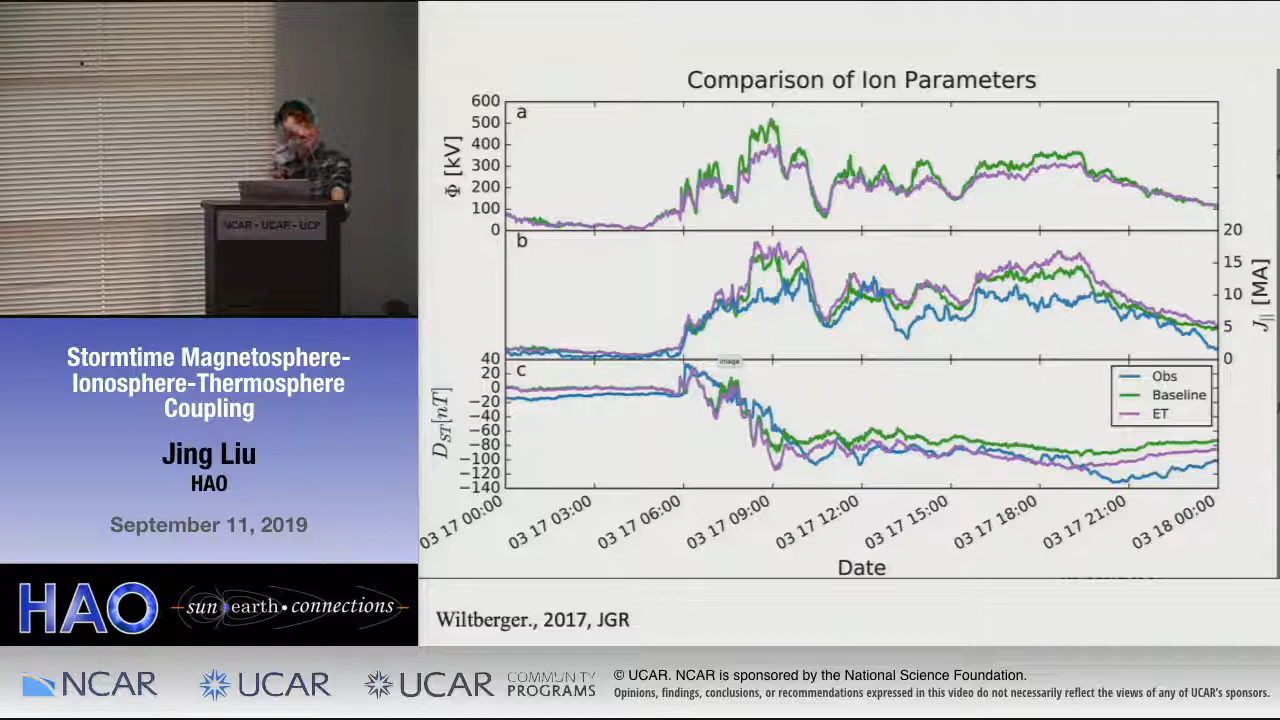 Comparison of Ion Parameters
a
Φ [kV]
600
500
400
300
200
100
0
b
J|| [MA]
20
15
10
5
0
image
c
D_ST[nT]
40
20
0
−20
−40
−60
−80
−100
−120
−140
Obs
Baseline
ET
03 17 00:00
03 17 03:00
03 17 06:00
03 17 09:00
03 17 12:00
03 17 15:00
03 17 18:00
03 17 21:00
03 18 00:00
Date
Wiltberger., 2017, JGR
NCAR • UCAR • UCP
Stormtime Magnetosphere-
Ionosphere-Thermosphere
Coupling
Jing Liu
HAO
September 11, 2019
HAO
sun earth • connections
NCAR
UCAR
UCAR
COMMUNITY
PROGRAMS
© UCAR. NCAR is sponsored by the National Science Foundation.
Opinions, findings, conclusions, or recommendations expressed in this video do not necessarily reflect the views of any of UCAR's sponsors.